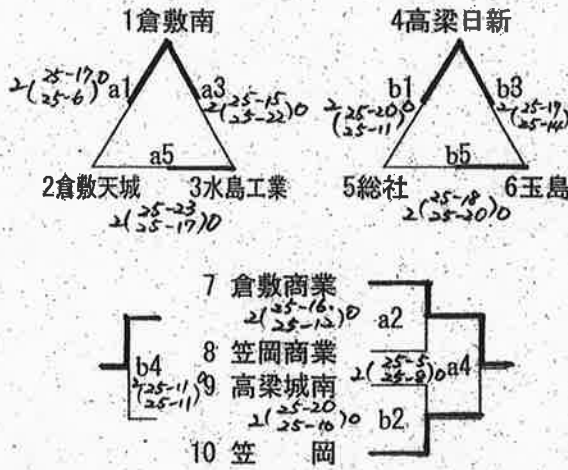 1倉敷南
4高梁日新
2(25-17 25-6)0 a1
a3 2(25-15 25-22)0
2(25-20 25-11)0 b1
b3 2(25-19 25-14)
a5
b5
2倉敷天城
3水島工業
5総社
6玉島
2(25-23 25-17)0
2(25-18 25-20)0
7 倉敷商業
2(25-16 25-12)0 a2
8 笠岡商業
b4
2(25-5 25-8)0 a4
2(25-11 25-11)0
9 高梁城南
2(25-20 25-10)0 b2
10 笠 岡